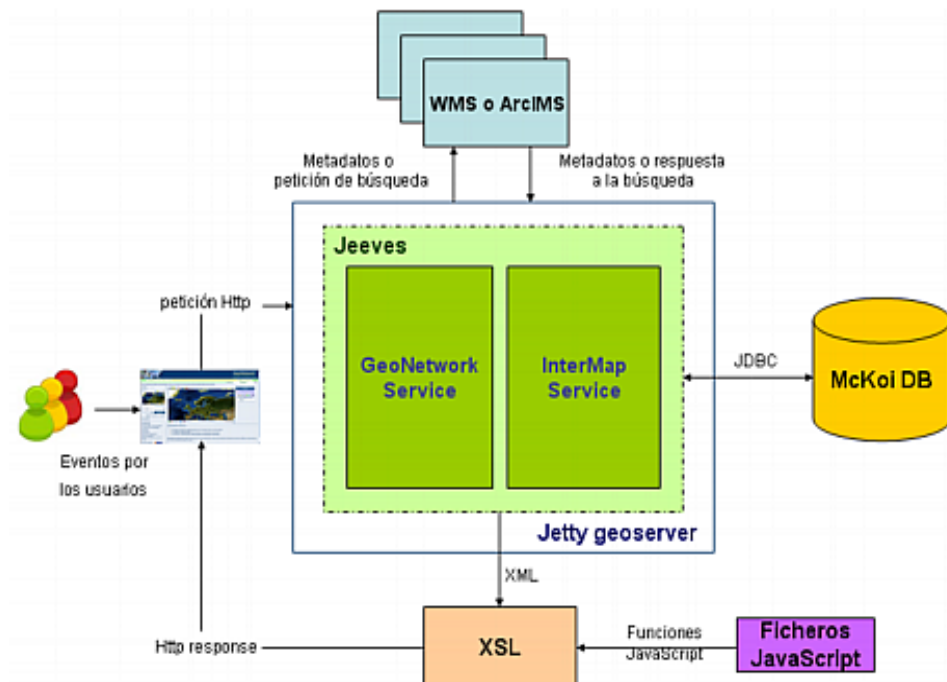 WMS o ArcIMS
Metadatos o
petición de búsqueda
Metadatos o respuesta
a la búsqueda
Jeeves
petición Http
GeoNetwork
Service
InterMap
Service
JDBC
McKoi DB
Eventos por
los usuarios
Jetty geoserver
XML
Http response
XSL
Funciones
JavaScript
Ficheros
JavaScript